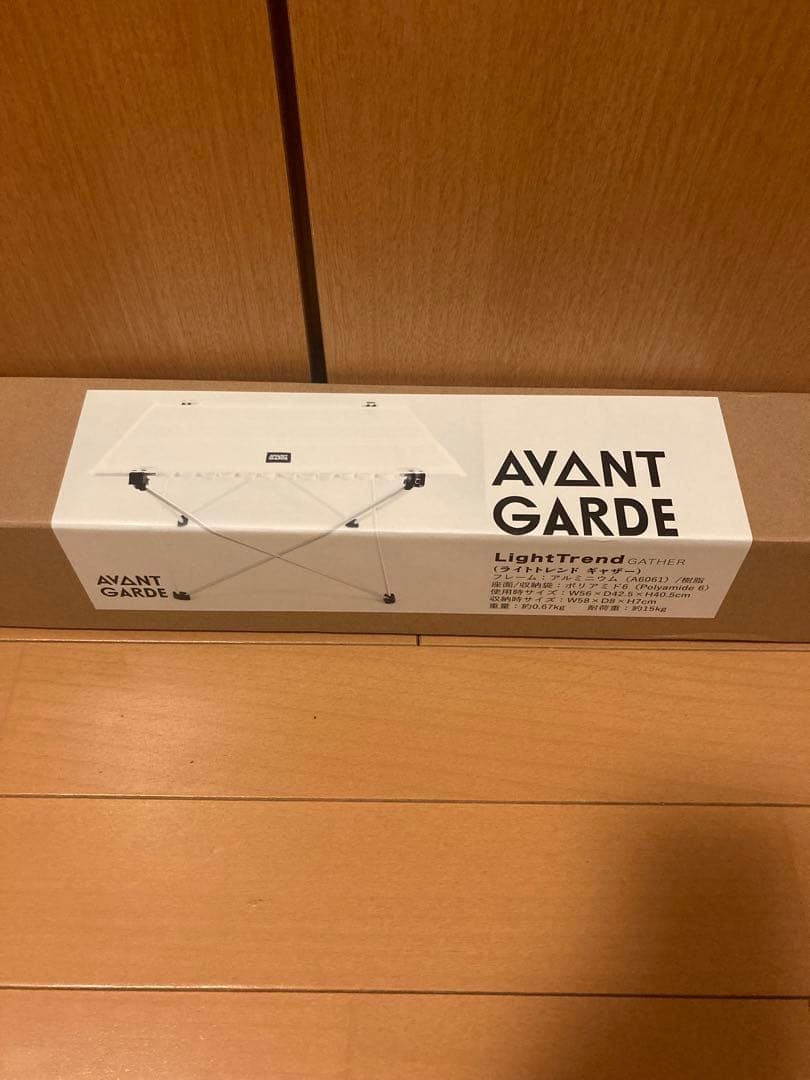 AVANT
GARDE
AVANT
GARDE
LightTrend GATHER
(ライトトレンド ギャザー)
フレーム：アルミニウム（A6061）/樹脂
座面/収納袋：ポリアミド6（Polyamide 6）
使用時サイズ：W56×D42.5×H40.5cm
収納時サイズ：W58×D8×H7cm
重量：約0.67kg 耐荷重：約15kg